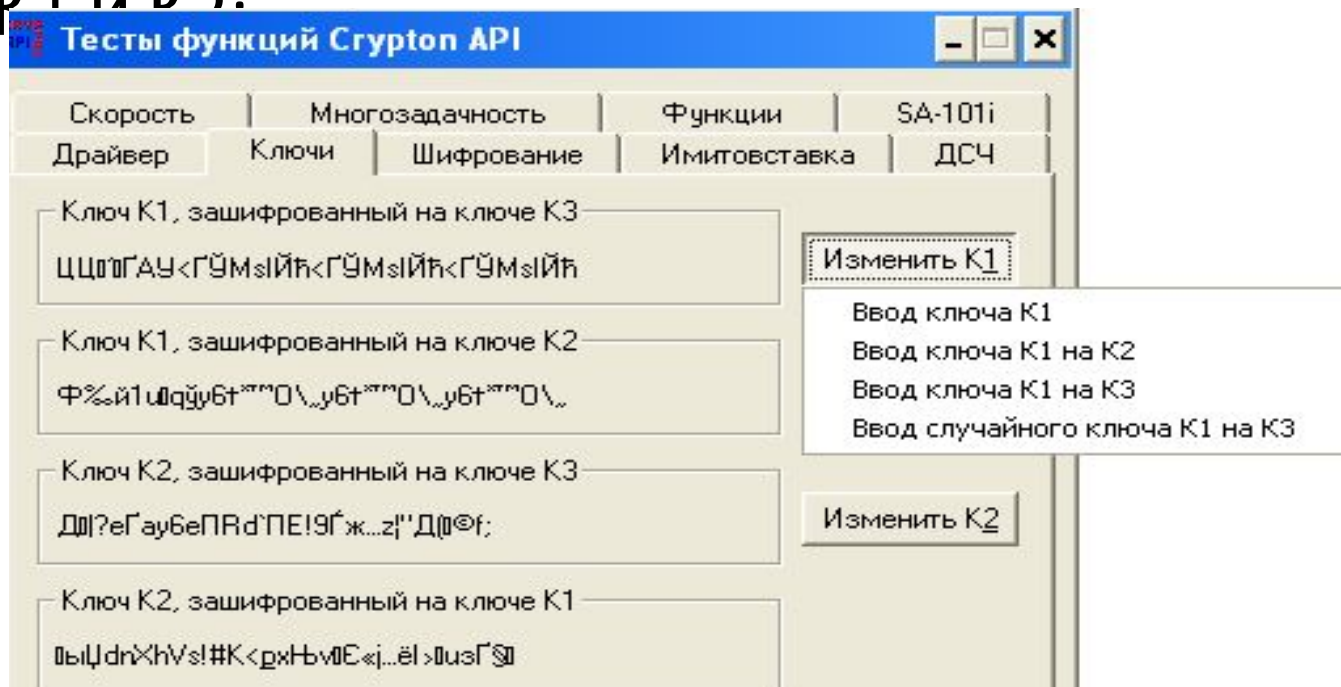 Тесты функций Crypton API
Скорость Многозадачность Функции SA-101i
Драйвер Ключи Шифрование Имитовставка ДСЧ
Ключ К1, зашифрованный на ключе К3
Изменить К1
Ввод ключа К1
Ввод ключа К1 на К2
Ввод ключа К1 на К3
Ввод случайного ключа К1 на К3
Ключ К1, зашифрованный на ключе К2
Ключ К2, зашифрованный на ключе К3
Изменить К2
Ключ К2, зашифрованный на ключе К1